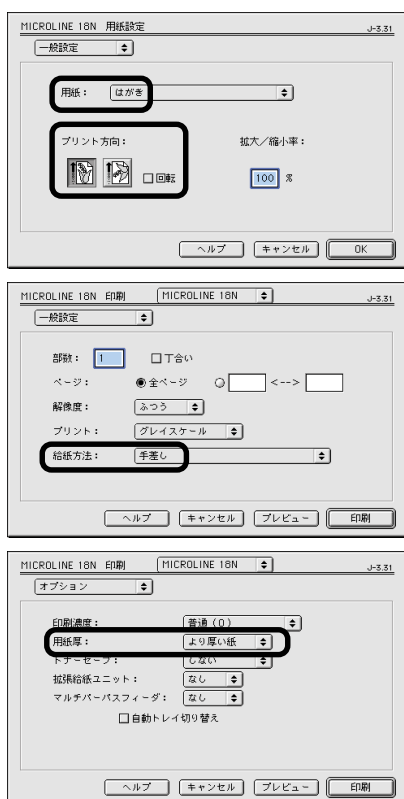 MICROLINE 18N 用紙設定 J-3.31
一般設定
用紙： はがき
プリント方向： 拡大／縮小率：
回転 100 %
ヘルプ キャンセル OK
MICROLINE 18N 印刷 MICROLINE 18N J-3.31
一般設定
部数： 1 丁合い
ページ： 全ページ <-->
解像度： ふつう
プリント： グレイスケール
給紙方法： 手差し
ヘルプ キャンセル プレビュー 印刷
MICROLINE 18N 印刷 MICROLINE 18N J-3.31
オプション
印刷濃度： 普通（0）
用紙厚： より厚い紙
トナーセーブ： しない
拡張給紙ユニット： なし
マルチパーパスフィーダ： なし
自動トレイ切り替え
ヘルプ キャンセル プレビュー 印刷